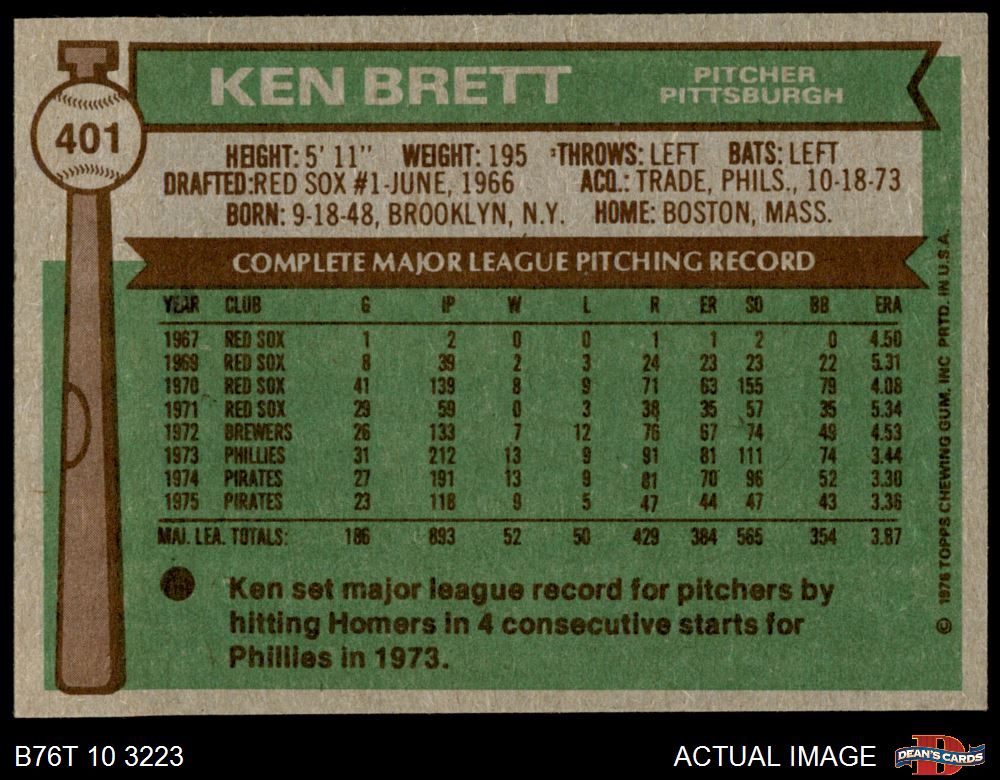 KEN BRETT
PITCHER
PITTSBURGH
401
HEIGHT: 5' 11" WEIGHT: 195 THROWS: LEFT BATS: LEFT
DRAFTED: RED SOX #1-JUNE, 1966 ACQ.: TRADE, PHILS., 10-18-73
BORN: 9-18-48, BROOKLYN, N.Y. HOME: BOSTON, MASS.
COMPLETE MAJOR LEAGUE PITCHING RECORD
YEAR CLUB G IP W L R ER SO BB ERA
1967 RED SOX 1 2 0 0 1 1 2 0 4.50
1969 RED SOX 8 39 2 3 24 23 23 22 5.31
1970 RED SOX 41 139 8 9 71 63 155 79 4.08
1971 RED SOX 29 59 0 3 38 35 57 35 5.34
1972 BREWERS 26 133 7 12 76 67 74 49 4.53
1973 PHILLIES 31 212 13 9 91 81 111 74 3.44
1974 PIRATES 27 191 13 9 81 70 96 52 3.30
1975 PIRATES 23 118 9 5 47 44 47 43 3.36
MAJ. LEA. TOTALS: 186 893 52 50 429 384 565 354 3.87
Ken set major league record for pitchers by
hitting Homers in 4 consecutive starts for
Phillies in 1973.
© 1976 TOPPS CHEWING GUM, INC PRTD. IN U.S.A.
B76T 10 3223
ACTUAL IMAGE
DEAN'S CARDS